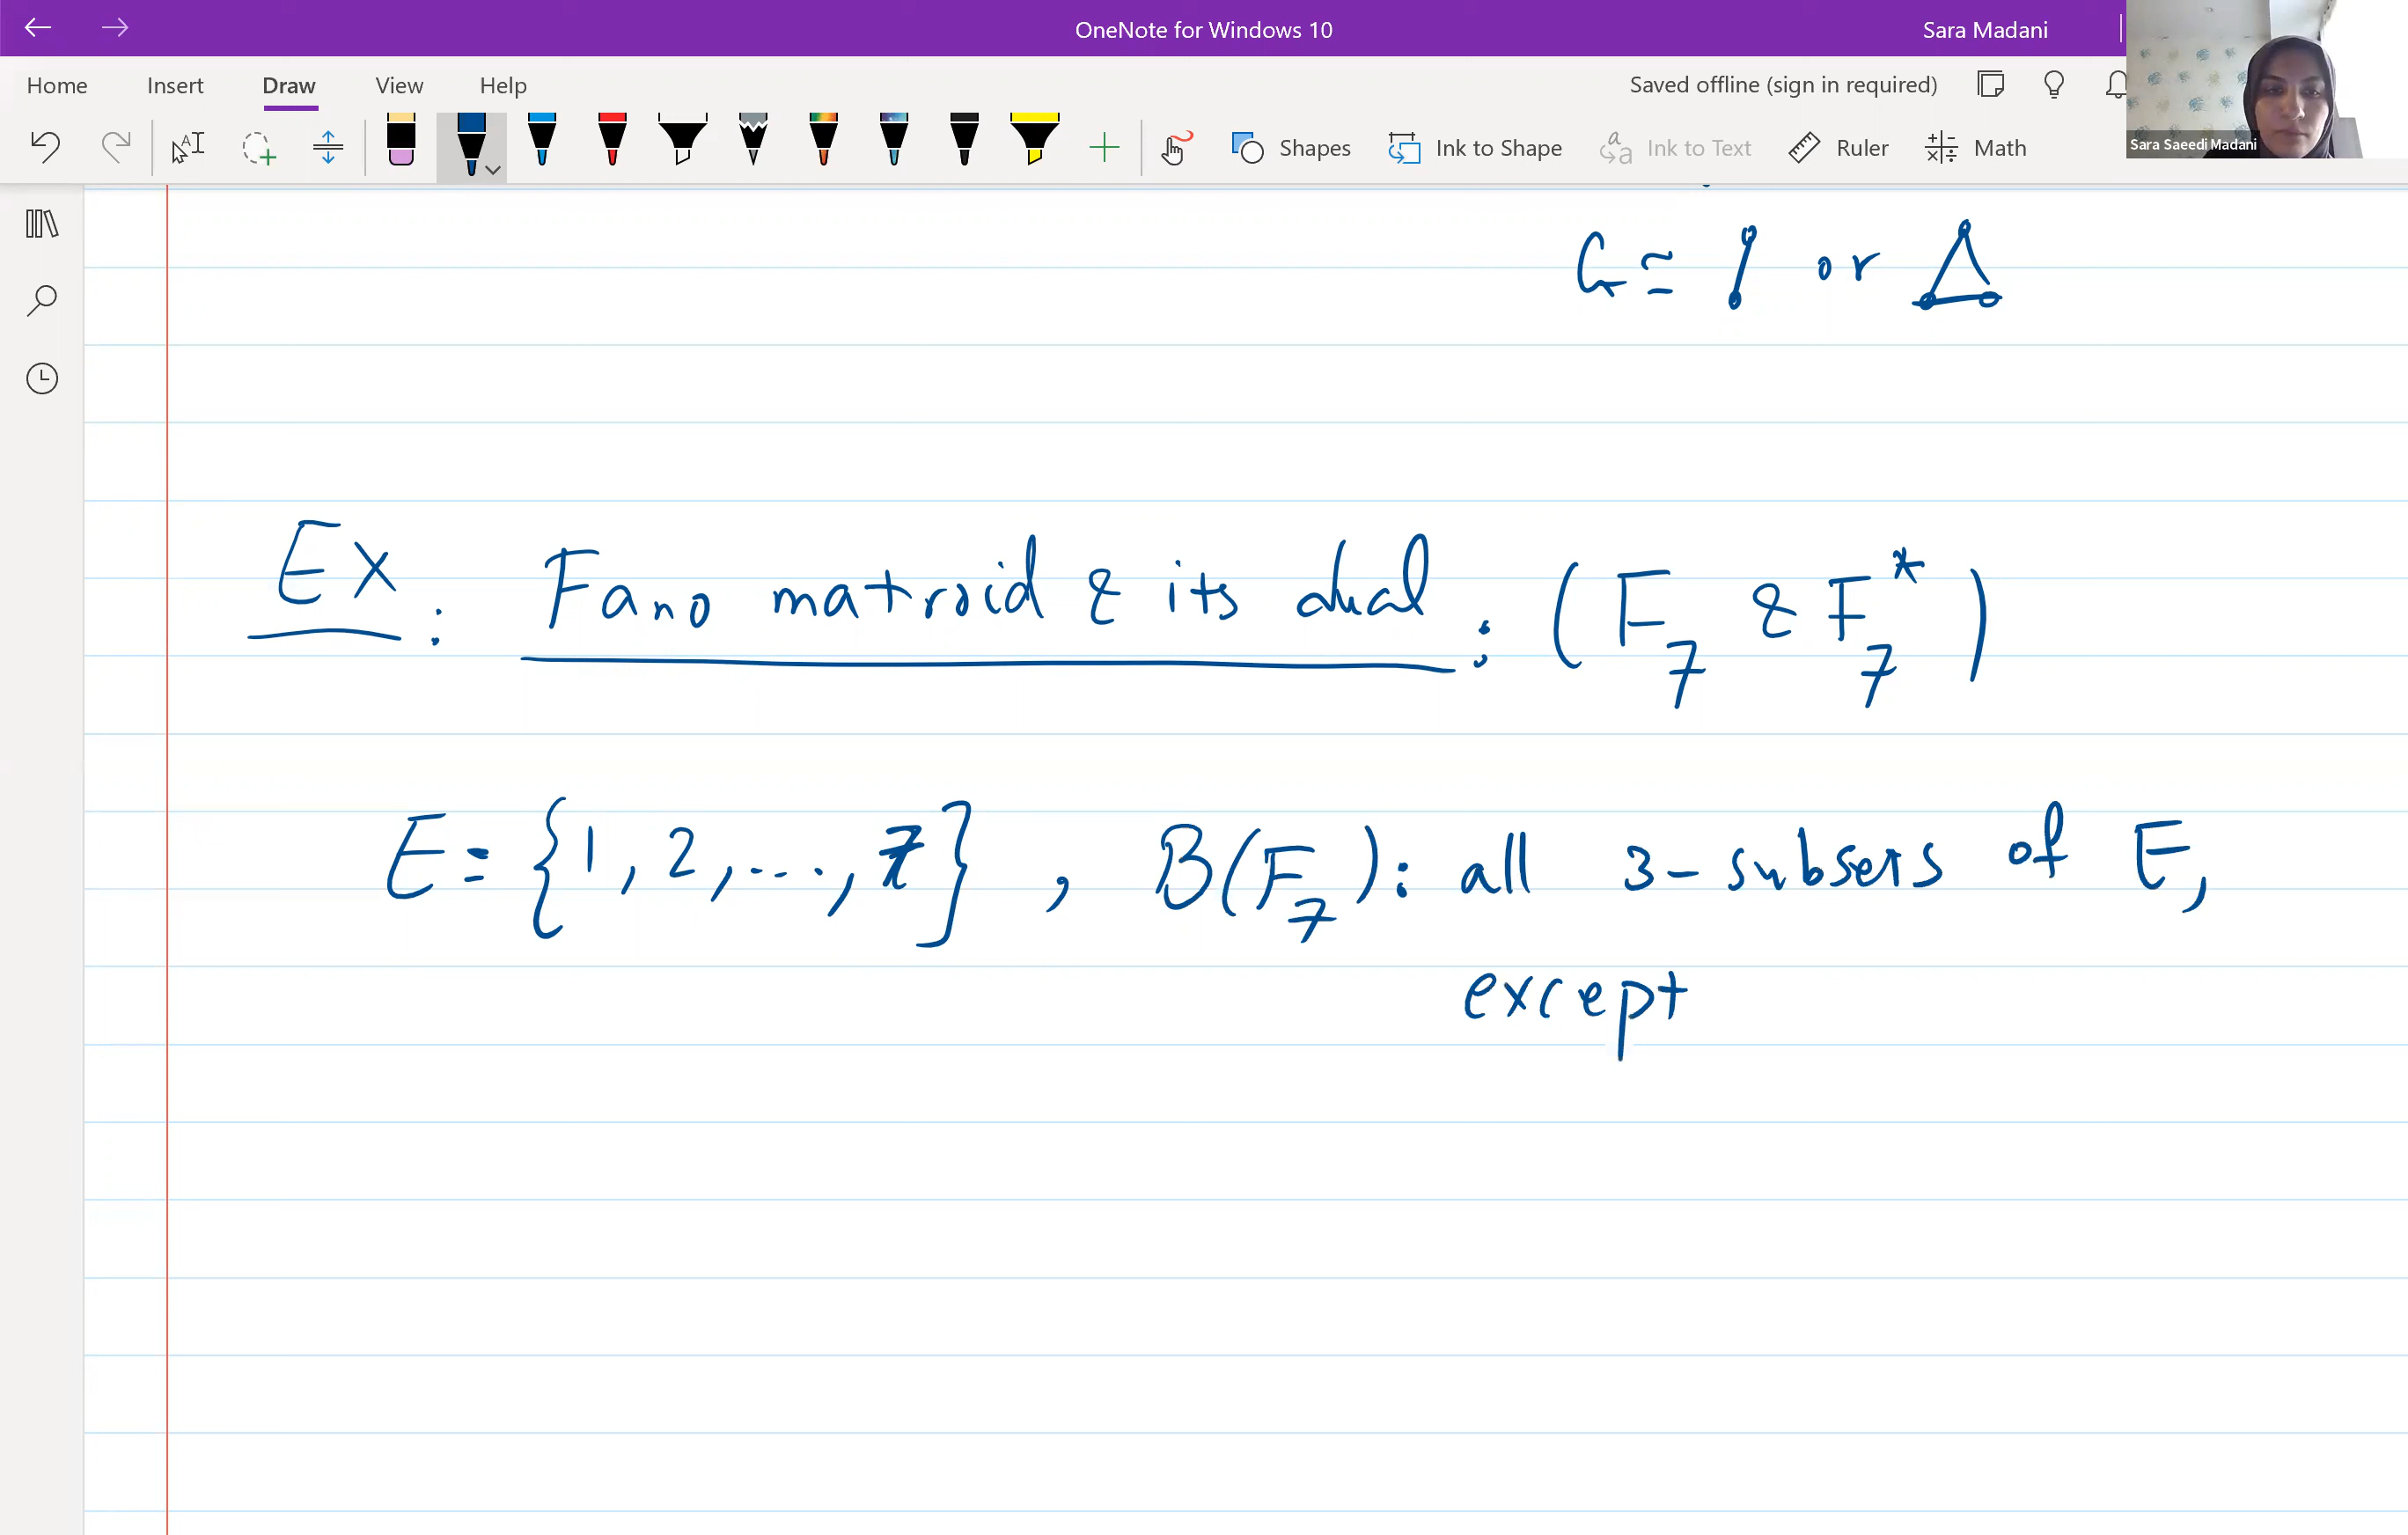 OneNote for Windows 10
Sara Madani
Home Insert Draw View Help
Saved offline (sign in required)
Shapes Ink to Shape Ink to Text Ruler Math
Sara Saeedi Madani
G ≃ or
Ex: Fano matroid & its dual: (F₇ & F₇*)
E = {1, 2, ..., 7}, B(F₇): all 3-subsets of E,
except